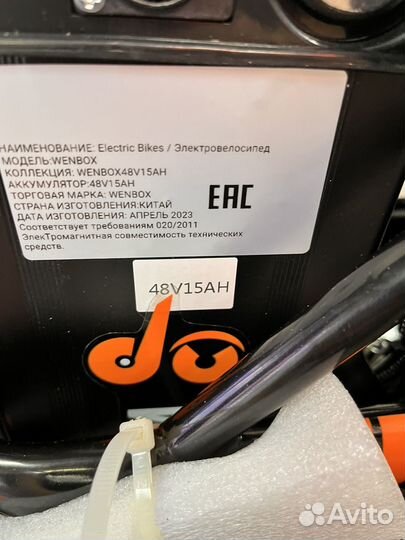 НАИМЕНОВАНИЕ: Electric Bikes / Электровелосипед
МОДЕЛЬ:WENBOX
КОЛЛЕКЦИЯ: WENBOX48V15AH
АККУМУЛЯТОР:48V15AH
ТОРГОВАЯ МАРКА: WENBOX
СТРАНА ИЗГОТОВЛЕНИЯ:КИТАЙ
ДАТА ИЗГОТОВЛЕНИЯ: АПРЕЛЬ 2023
Соответствует требованиям 020/2011
ЭлекТромагнитная совместимость технических
средств.
EAC
48V15AH
Avito